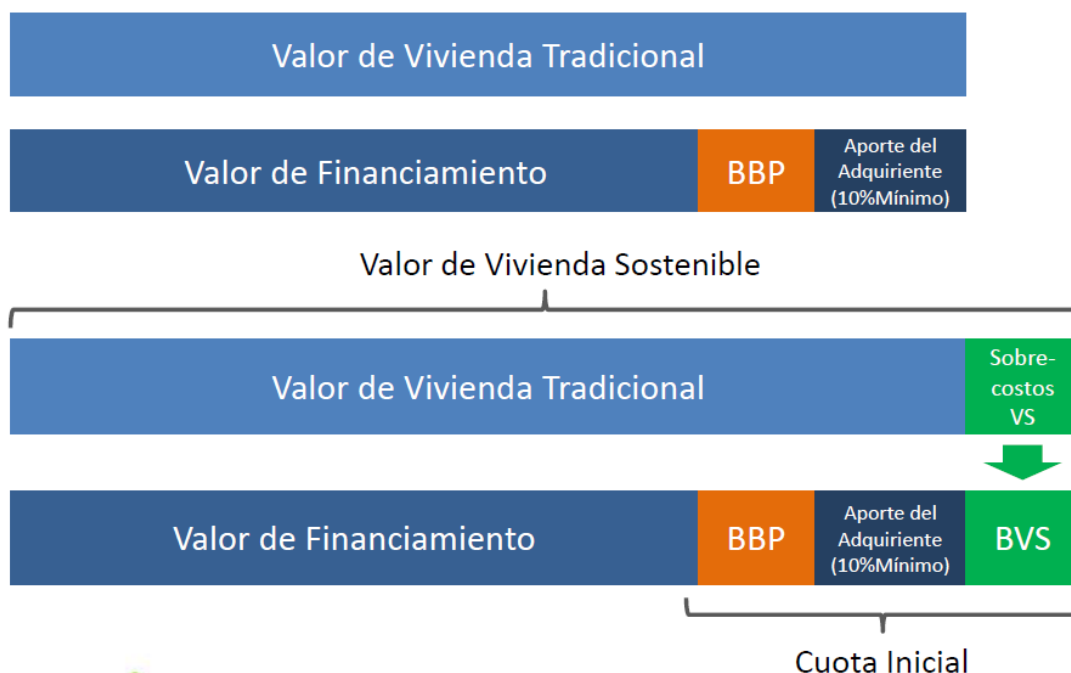 Valor de Vivienda Tradicional
Valor de Financiamiento
BBP
Aporte del
Adquiriente
(10%Mínimo)
Valor de Vivienda Sostenible
Valor de Vivienda Tradicional
Sobre-
costos
VS
Valor de Financiamiento
BBP
Aporte del
Adquiriente
(10%Mínimo)
BVS
Cuota Inicial